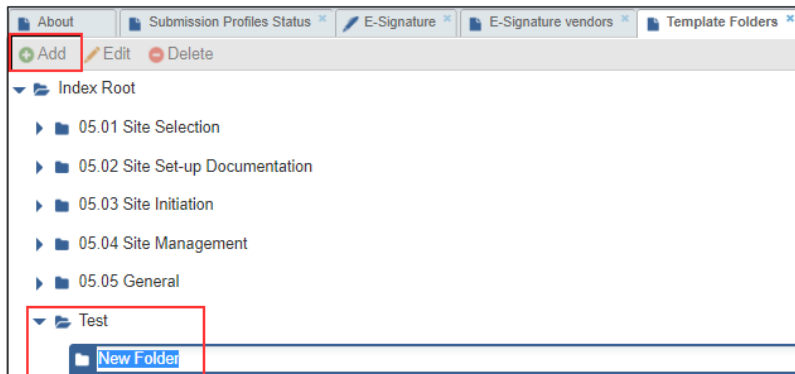 About Submission Profiles Status E-Signature E-Signature vendors Template Folders
Add Edit Delete
Index Root
05.01 Site Selection
05.02 Site Set-up Documentation
05.03 Site Initiation
05.04 Site Management
05.05 General
Test
New Folder